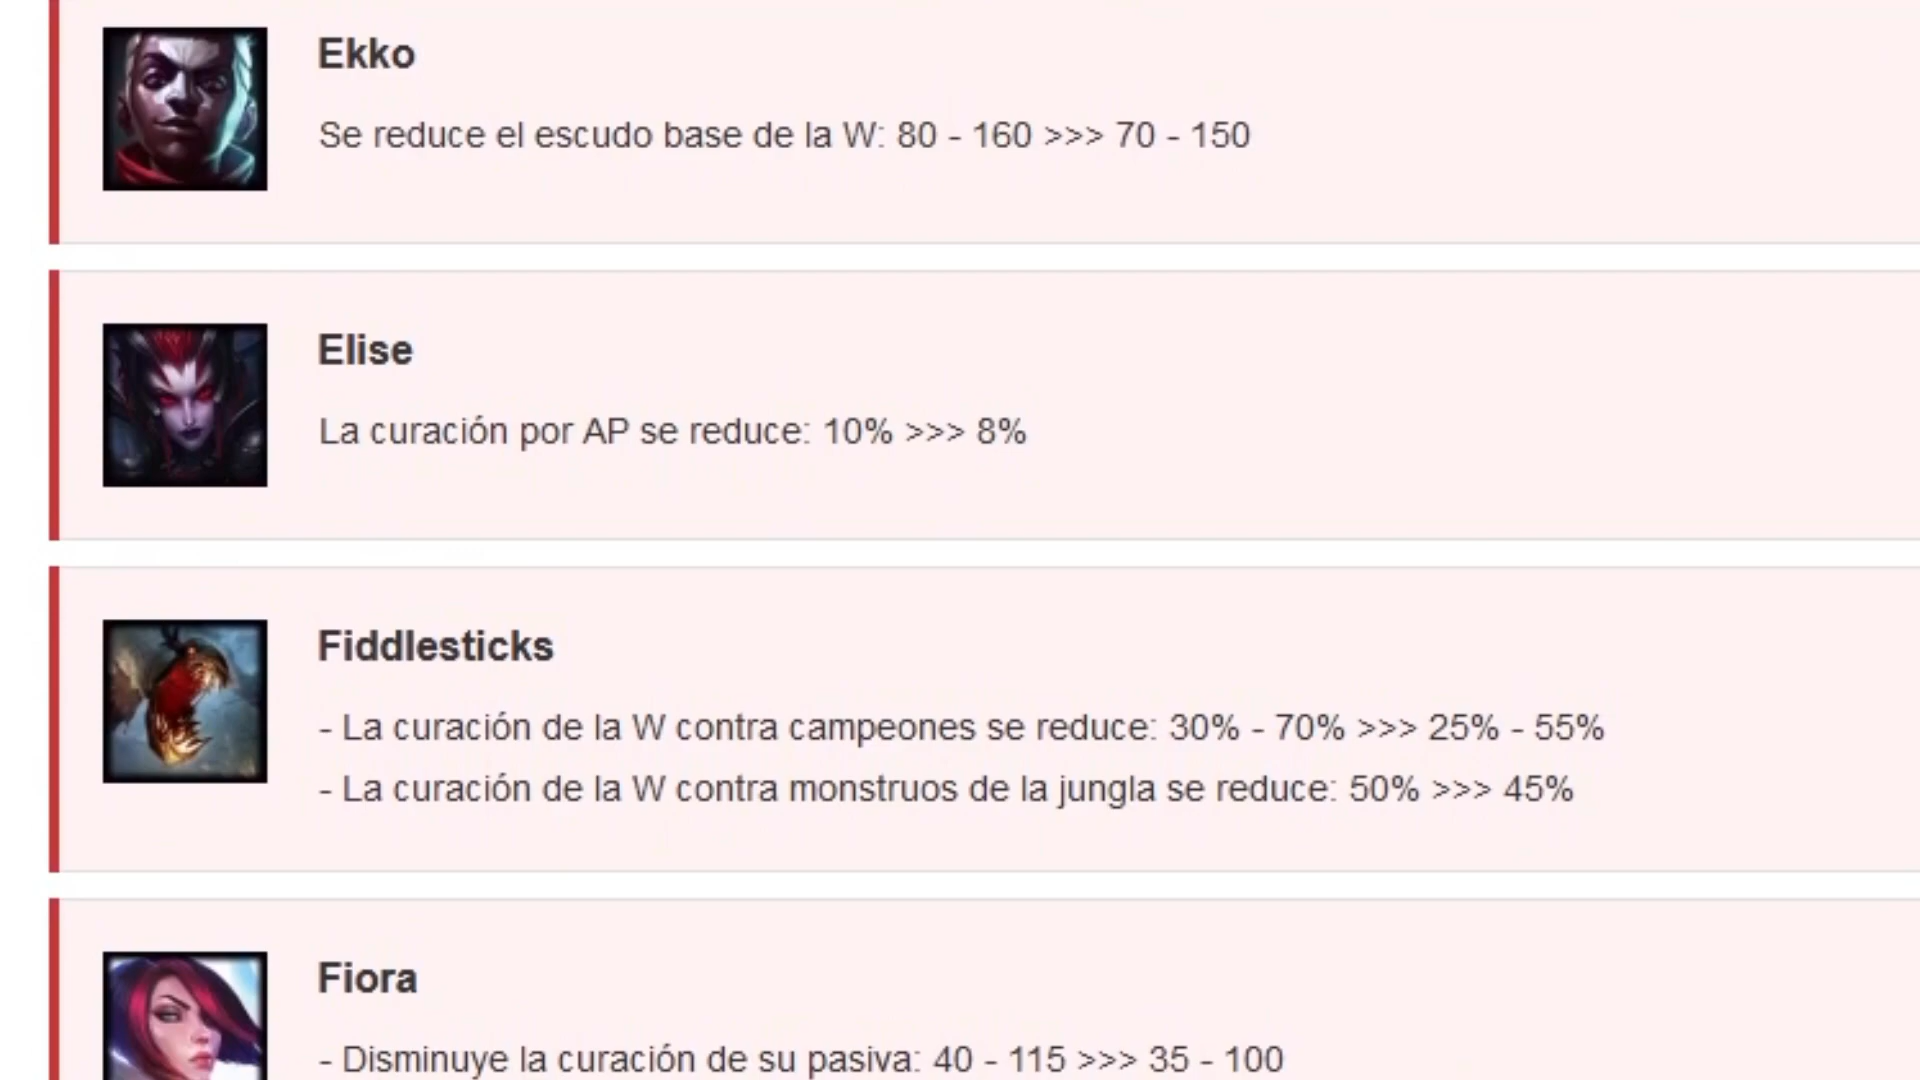 Ekko
Se reduce el escudo base de la W: 80 - 160 >>> 70 - 150
Elise
La curación por AP se reduce: 10% >>> 8%
Fiddlesticks
- La curación de la W contra campeones se reduce: 30% - 70% >>> 25% - 55%
- La curación de la W contra monstruos de la jungla se reduce: 50% >>> 45%
Fiora
- Disminuye la curación de su pasiva: 40 - 115 >>> 35 - 100